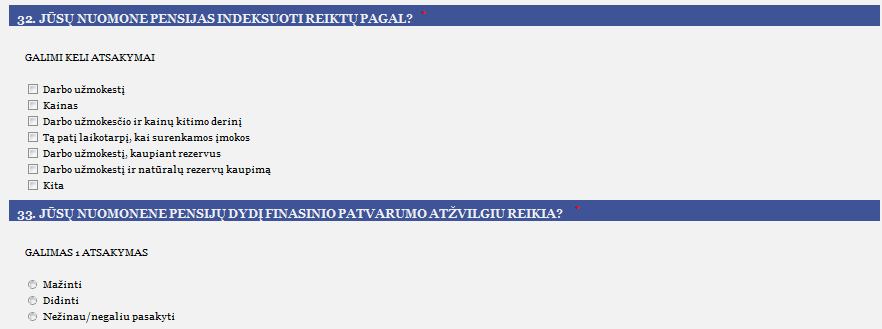 32. JŪSŲ NUOMONE PENSIJAS INDEKSUOTI REIKTŲ PAGAL? *
GALIMI KELI ATSAKYMAI
Darbo užmokestį
Kainas
Darbo užmokesčio ir kainų kitimo derinį
Tą patį laikotarpį, kai surenkamos įmokos
Darbo užmokestį, kaupiant rezervus
Darbo užmokestį ir natūralų rezervų kaupimą
Kita
33. JŪSŲ NUOMONENE PENSIJŲ DYDĮ FINASINIO PATVARUMO ATŽVILGIU REIKIA? *
GALIMAS 1 ATSAKYMAS
Mažinti
Didinti
Nežinau/negaliu pasakyti